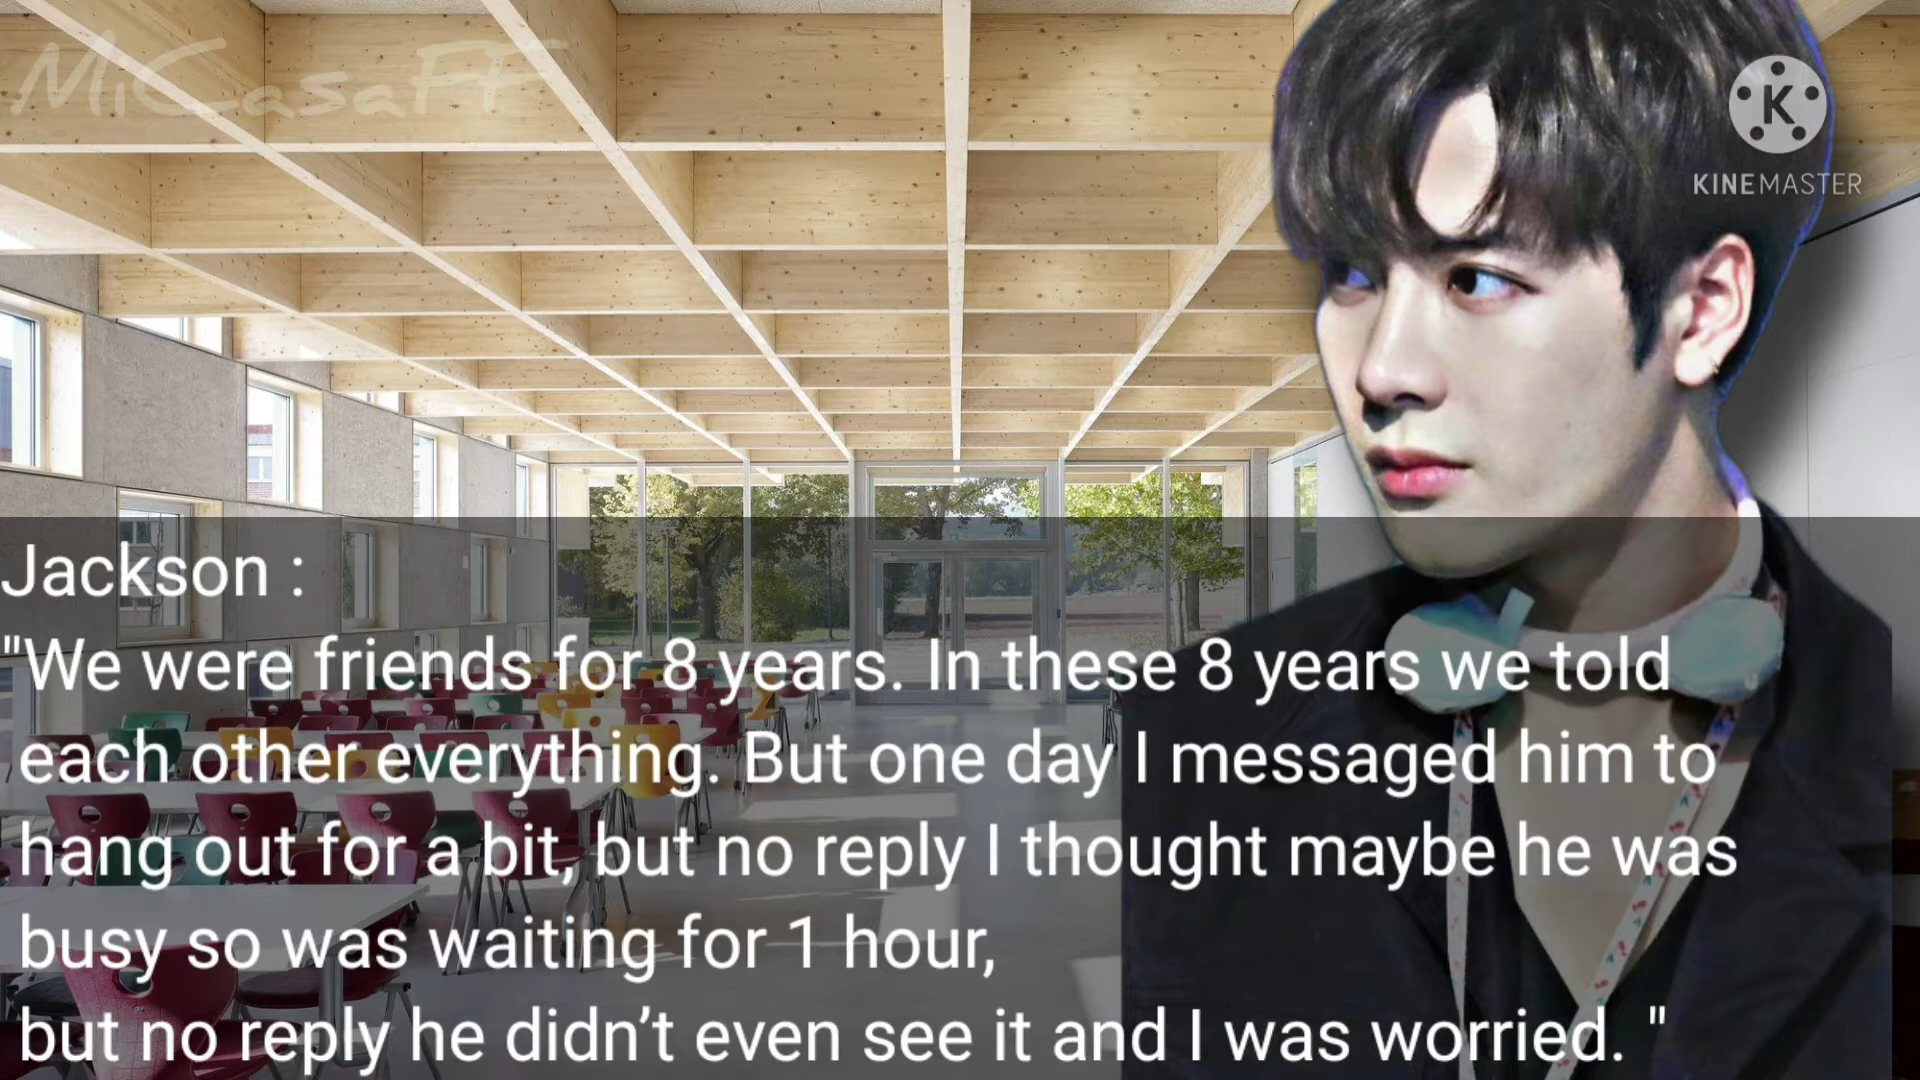 MiCasaFF
K
KINEMASTER
Jackson :
"We were friends for 8 years. In these 8 years we told
each other everything. But one day I messaged him to
hang out for a bit, but no reply I thought maybe he was
busy so was waiting for 1 hour,
but no reply he didn’t even see it and I was worried. "